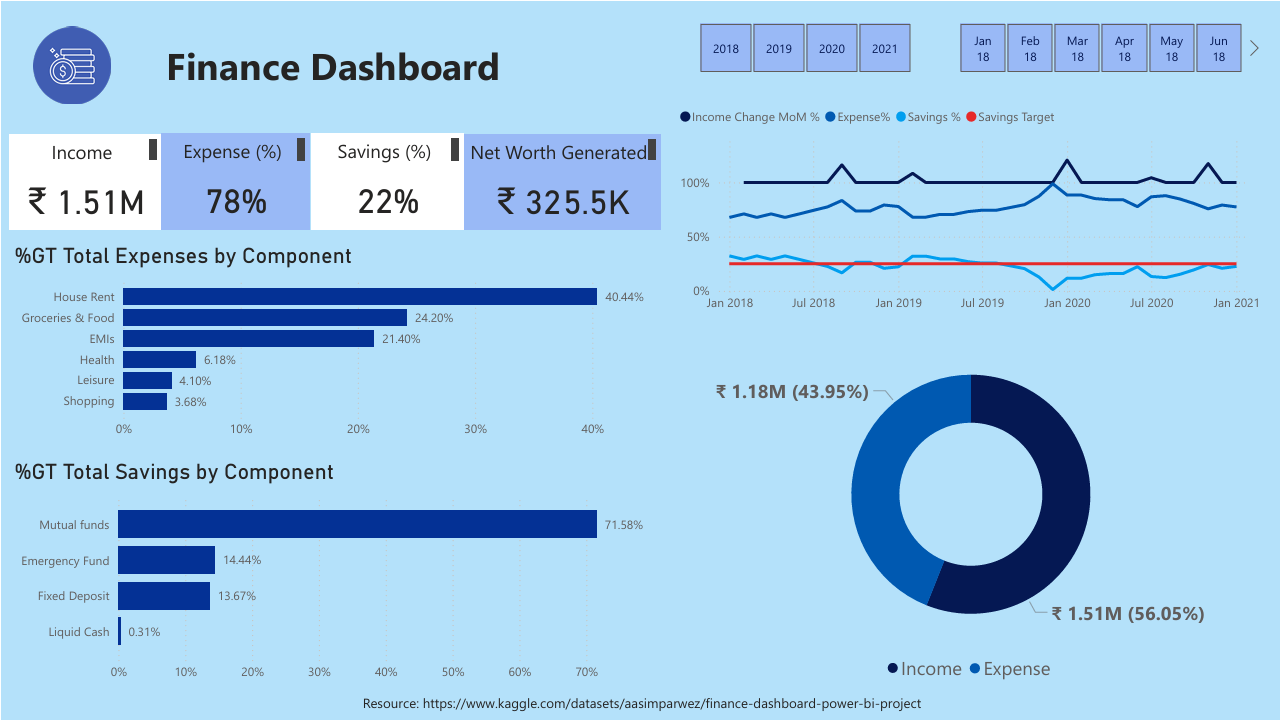 Finance Dashboard
2018 2019 2020 2021
Jan 18 Feb 18 Mar 18 Apr 18 May 18 Jun 18
Income
₹ 1.51M
Expense (%)
78%
Savings (%)
22%
Net Worth Generated
₹ 325.5K
Income Change MoM % Expense% Savings % Savings Target
100%
50%
0%
Jan 2018 Jul 2018 Jan 2019 Jul 2019 Jan 2020 Jul 2020 Jan 2021
%GT Total Expenses by Component
House Rent 40.44%
Groceries & Food 24.20%
EMIs 21.40%
Health 6.18%
Leisure 4.10%
Shopping 3.68%
0% 10% 20% 30% 40%
%GT Total Savings by Component
Mutual funds 71.58%
Emergency Fund 14.44%
Fixed Deposit 13.67%
Liquid Cash 0.31%
0% 10% 20% 30% 40% 50% 60% 70%
₹ 1.18M (43.95%)
₹ 1.51M (56.05%)
Income Expense
Resource: https://www.kaggle.com/datasets/aasimparwez/finance-dashboard-power-bi-project